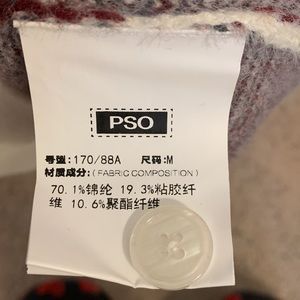 PSO
号型:170/88A 尺码:M
材质成分:(FABRIC COMPOSITION)
70.1%锦纶 19.3%粘胶纤
维 10.6%聚酯纤维